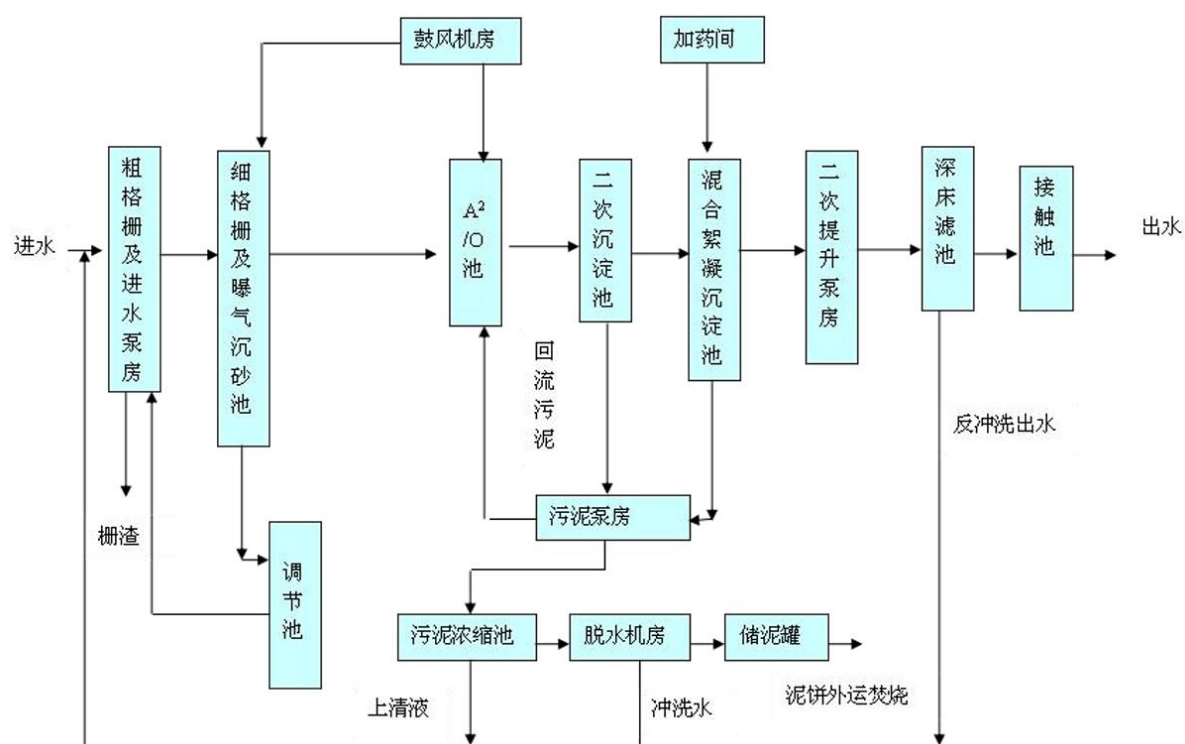 鼓风机房
加药间
进水
粗格栅及进水泵房
细格栅及曝气沉砂池
A²/O池
二次沉淀池
混合絮凝沉淀池
二次提升泵房
深床滤池
接触池
出水
回流污泥
反冲洗出水
栅渣
污泥泵房
调节池
污泥浓缩池
脱水机房
储泥罐
上清液
冲洗水
泥饼外运焚烧